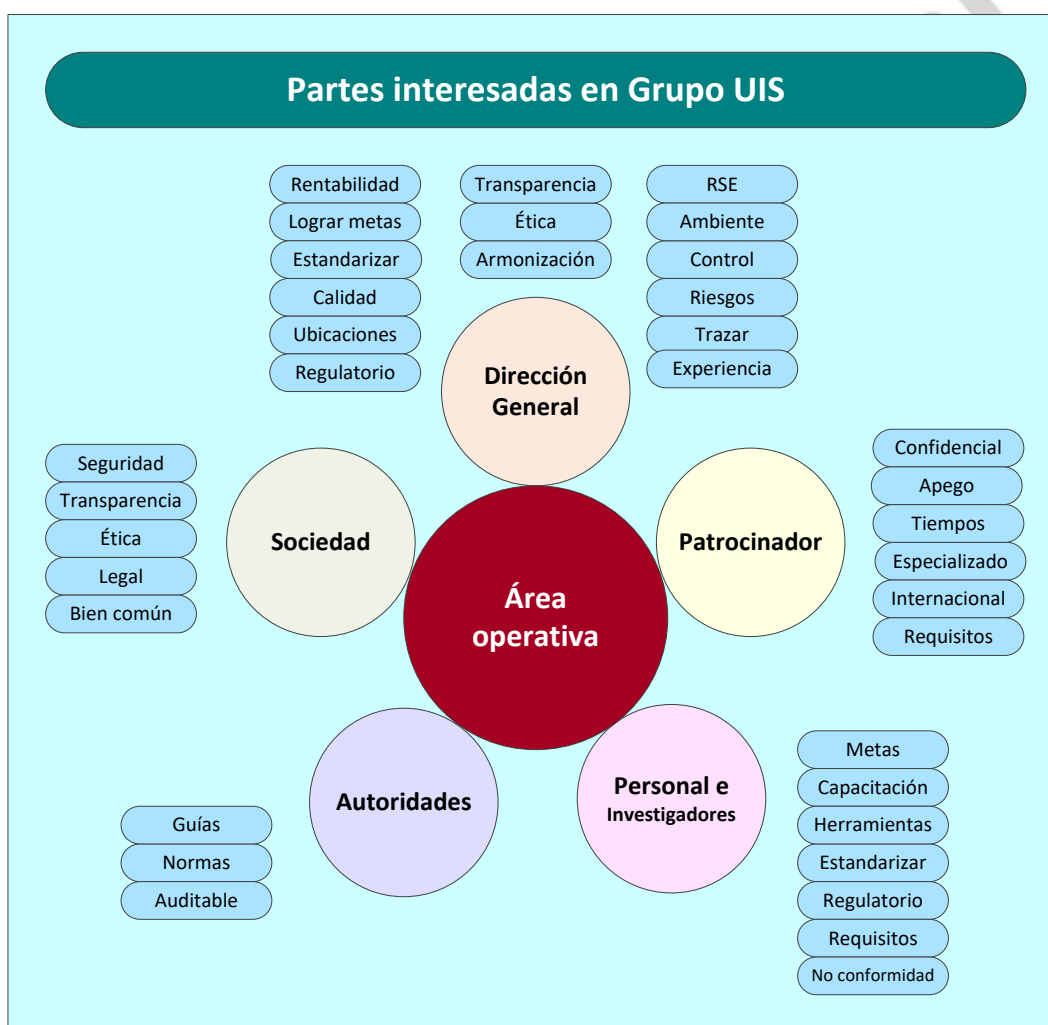 Partes interesadas en Grupo UIS
Rentabilidad
Lograr metas
Estandarizar
Calidad
Ubicaciones
Regulatorio
Transparencia
Ética
Armonización
RSE
Ambiente
Control
Riesgos
Trazar
Experiencia
Dirección
General
Seguridad
Transparencia
Ética
Legal
Bien común
Sociedad
Área
operativa
Patrocinador
Confidencial
Apego
Tiempos
Especializado
Internacional
Requisitos
Autoridades
Guías
Normas
Auditable
Personal e
Investigadores
Metas
Capacitación
Herramientas
Estandarizar
Regulatorio
Requisitos
No conformidad